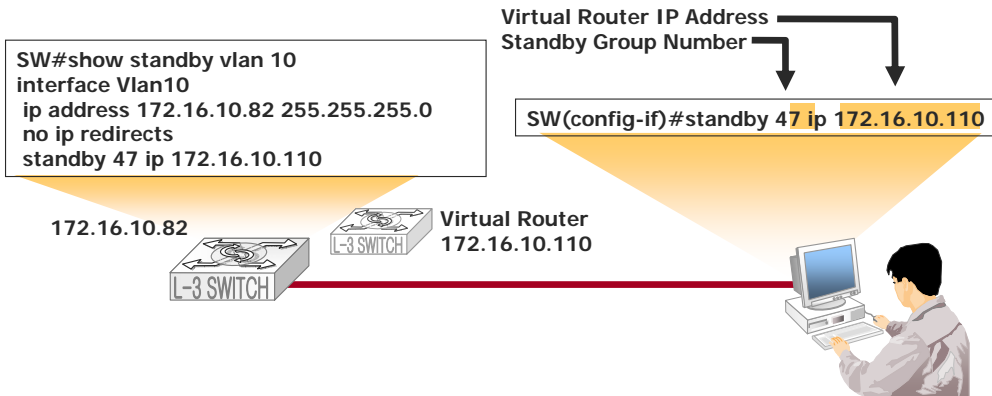 Virtual Router IP Address
Standby Group Number
SW#show standby vlan 10
interface Vlan10
ip address 172.16.10.82 255.255.255.0
no ip redirects
standby 47 ip 172.16.10.110
SW(config-if)#standby 47 ip 172.16.10.110
172.16.10.82
L-3 SWITCH
L-3 SWITCH
Virtual Router
172.16.10.110